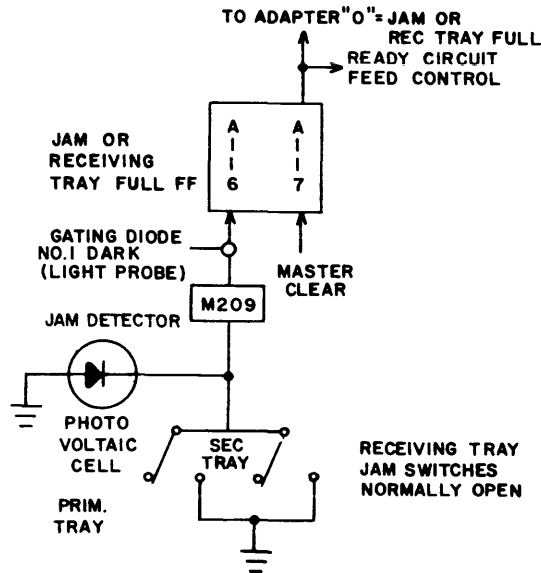 TO ADAPTER "0" = JAM OR
REC TRAY FULL
READY CIRCUIT
FEED CONTROL
JAM OR
RECEIVING
TRAY FULL FF
A
I
I
6
A
I
I
7
GATING DIODE
NO.1 DARK
(LIGHT PROBE)
MASTER
CLEAR
M209
JAM DETECTOR
PHOTO
VOLTAIC
CELL
SEC
TRAY
PRIM.
TRAY
RECEIVING TRAY
JAM SWITCHES
NORMALLY OPEN